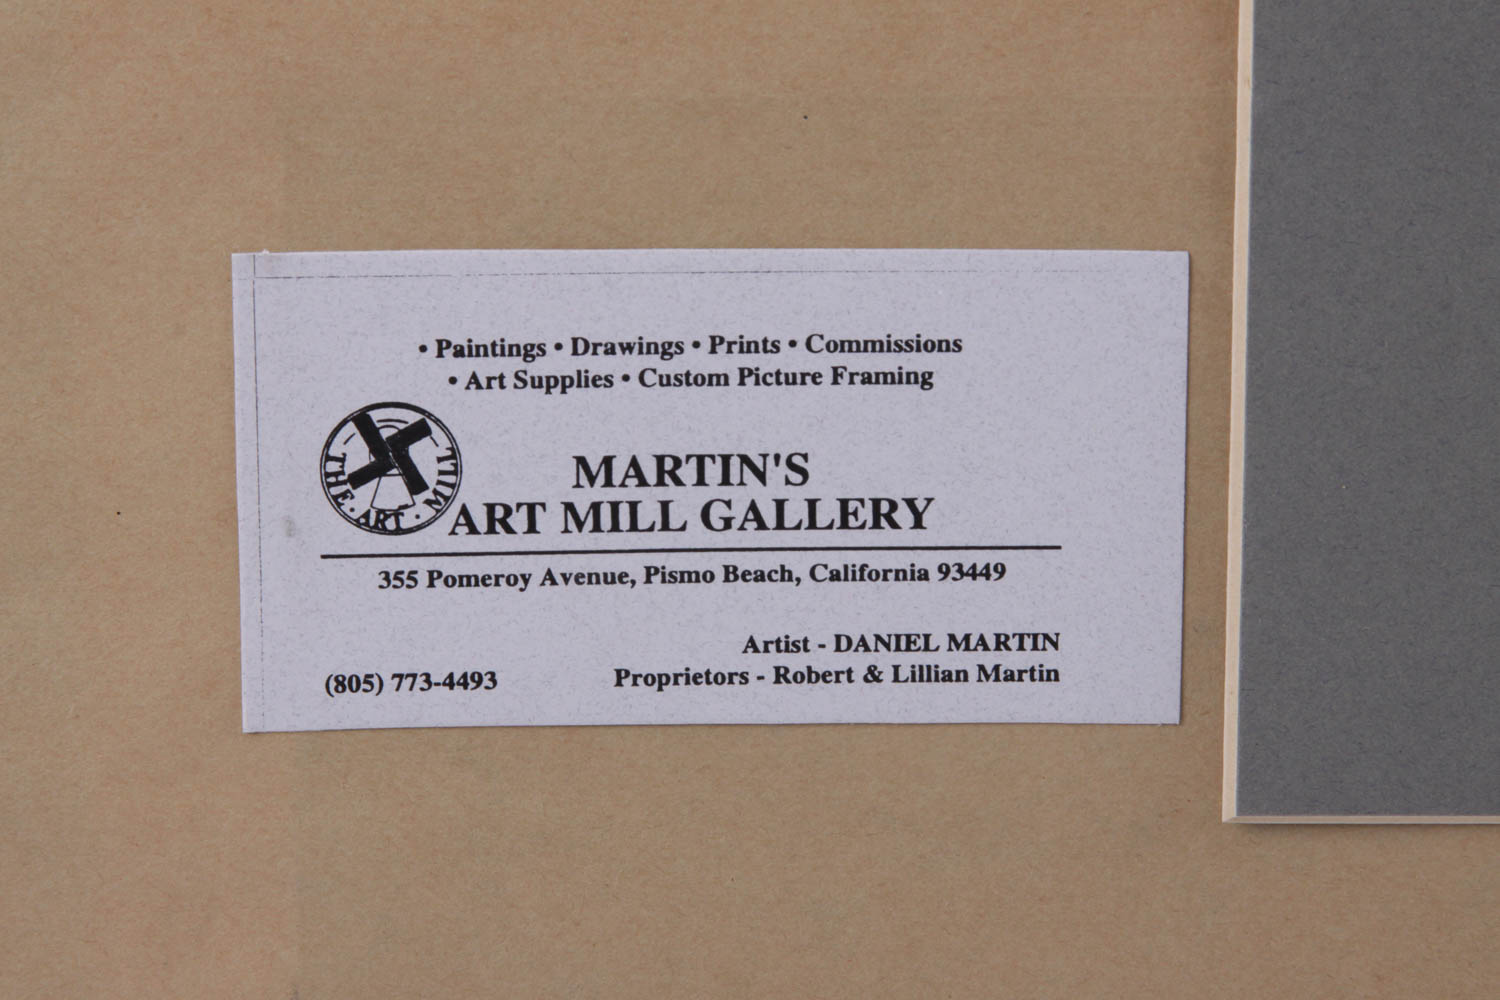 • Paintings • Drawings • Prints • Commissions
• Art Supplies • Custom Picture Framing
THE · ART · MILL
MARTIN'S
ART MILL GALLERY
355 Pomeroy Avenue, Pismo Beach, California 93449
Artist - DANIEL MARTIN
(805) 773-4493
Proprietors - Robert & Lillian Martin